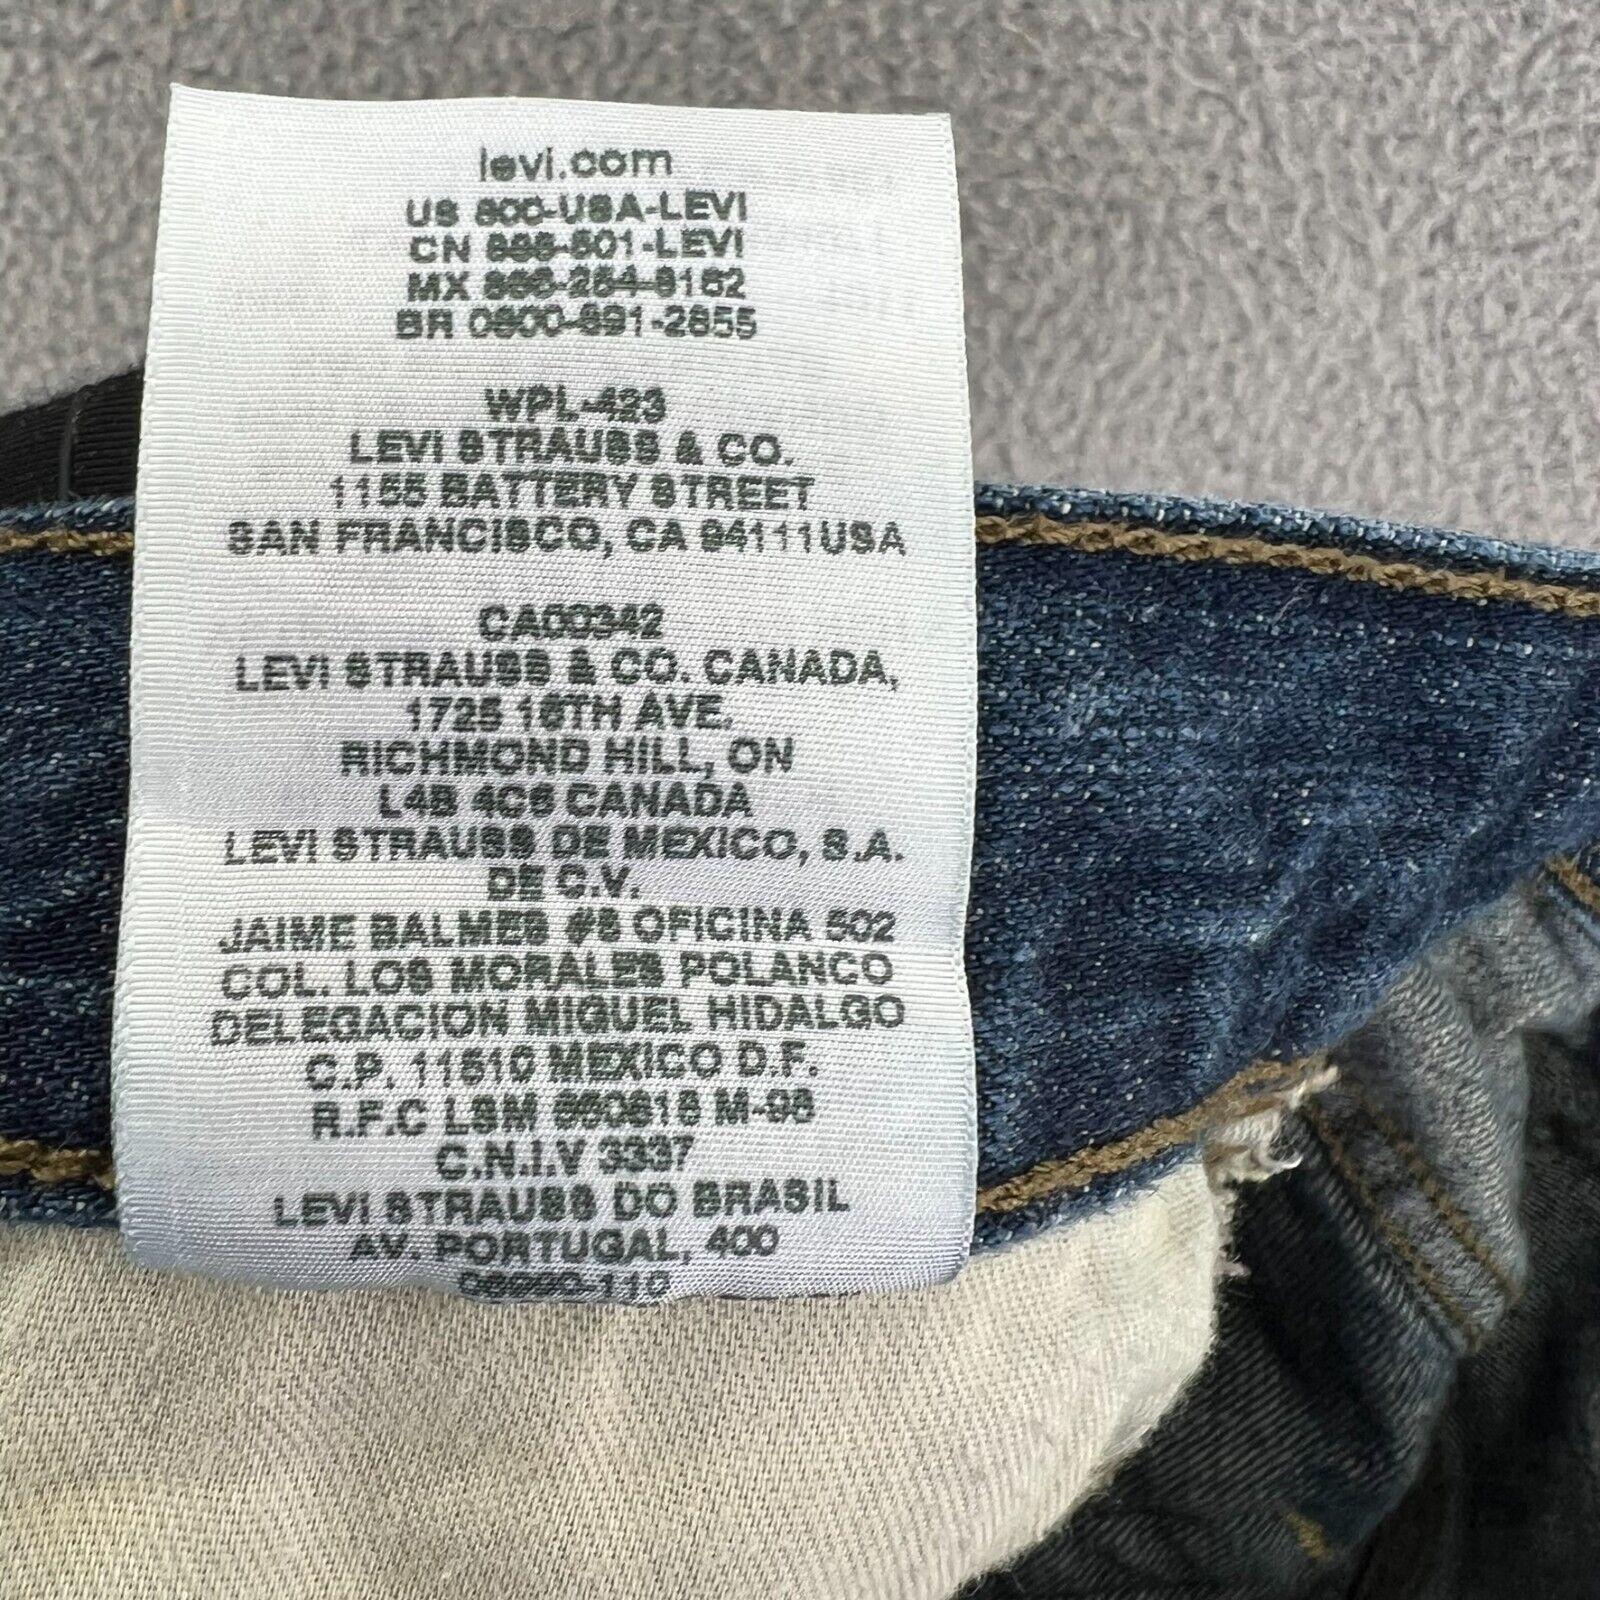 levi.com
US 800-USA-LEVI
CN 888-501-LEVI
MX 866-254-8162
BR 0800-891-2855
WPL-423
LEVI STRAUSS & CO.
1155 BATTERY STREET
SAN FRANCISCO, CA 94111USA
CA00342
LEVI STRAUSS & CO. CANADA,
1725 16TH AVE.
RICHMOND HILL, ON
L4B 4C6 CANADA
LEVI STRAUSS DE MEXICO, S.A.
DE C.V.
JAIME BALMES #8 OFICINA 502
COL. LOS MORALES POLANCO
DELEGACION MIGUEL HIDALGO
C.P. 11510 MEXICO D.F.
R.F.C LSM M-98
C.N.I.V 3337
LEVI STRAUSS DO BRASIL
AV. PORTUGAL, 400